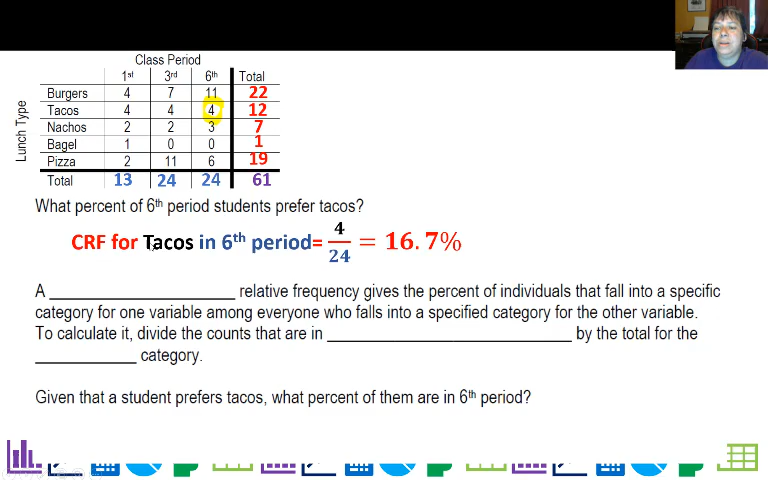 Class Period
1st 3rd 6th Total
Lunch Type
Burgers 4 7 11 22
Tacos 4 4 4 12
Nachos 2 2 3 7
Bagel 1 0 0 1
Pizza 2 11 6 19
Total 13 24 24 61
What percent of 6th period students prefer tacos?
CRF for Tacos in 6th period= 4/24 = 16.7%
A ____________________ relative frequency gives the percent of individuals that fall into a specific
category for one variable among everyone who falls into a specified category for the other variable.
To calculate it, divide the counts that are in __________________________ by the total for the
___________ category.
Given that a student prefers tacos, what percent of them are in 6th period?